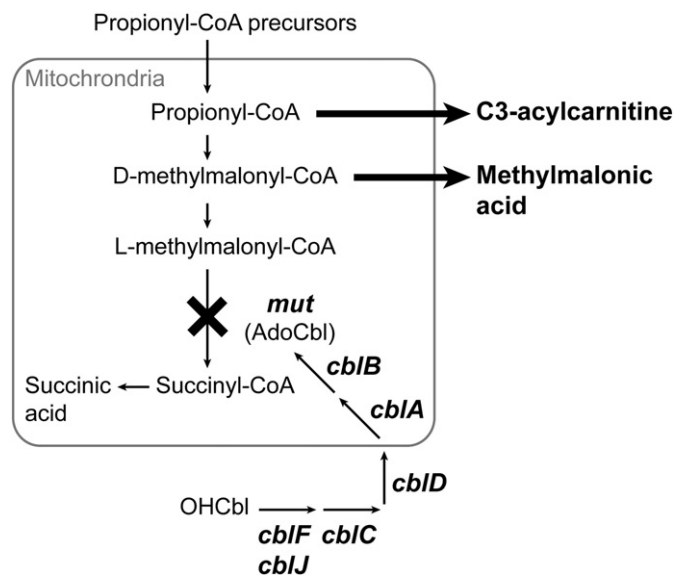 Propionyl-CoA precursors
Mitochrondria
Propionyl-CoA
C3-acylcarnitine
D-methylmalonyl-CoA
Methylmalonic
acid
L-methylmalonyl-CoA
mut
(AdoCbl)
cblB
Succinic
acid
Succinyl-CoA
cblA
cblD
OHCbl
cblF
cblJ
cblC